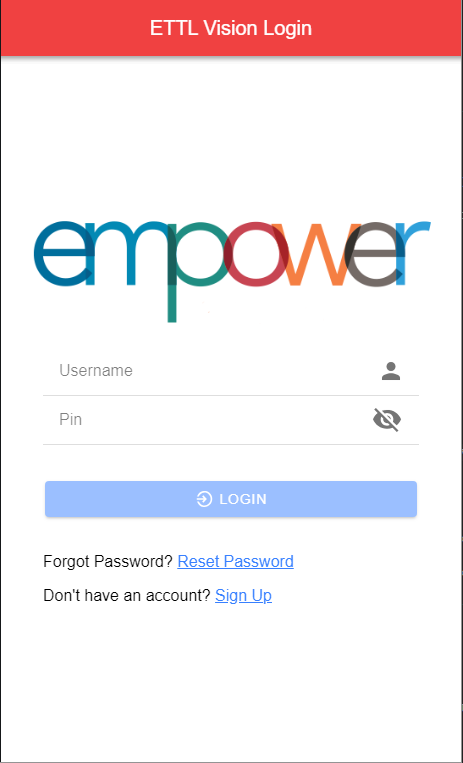 ETTL Vision Login
empower
Username
Pin
LOGIN
Forgot Password? Reset Password
Don't have an account? Sign Up